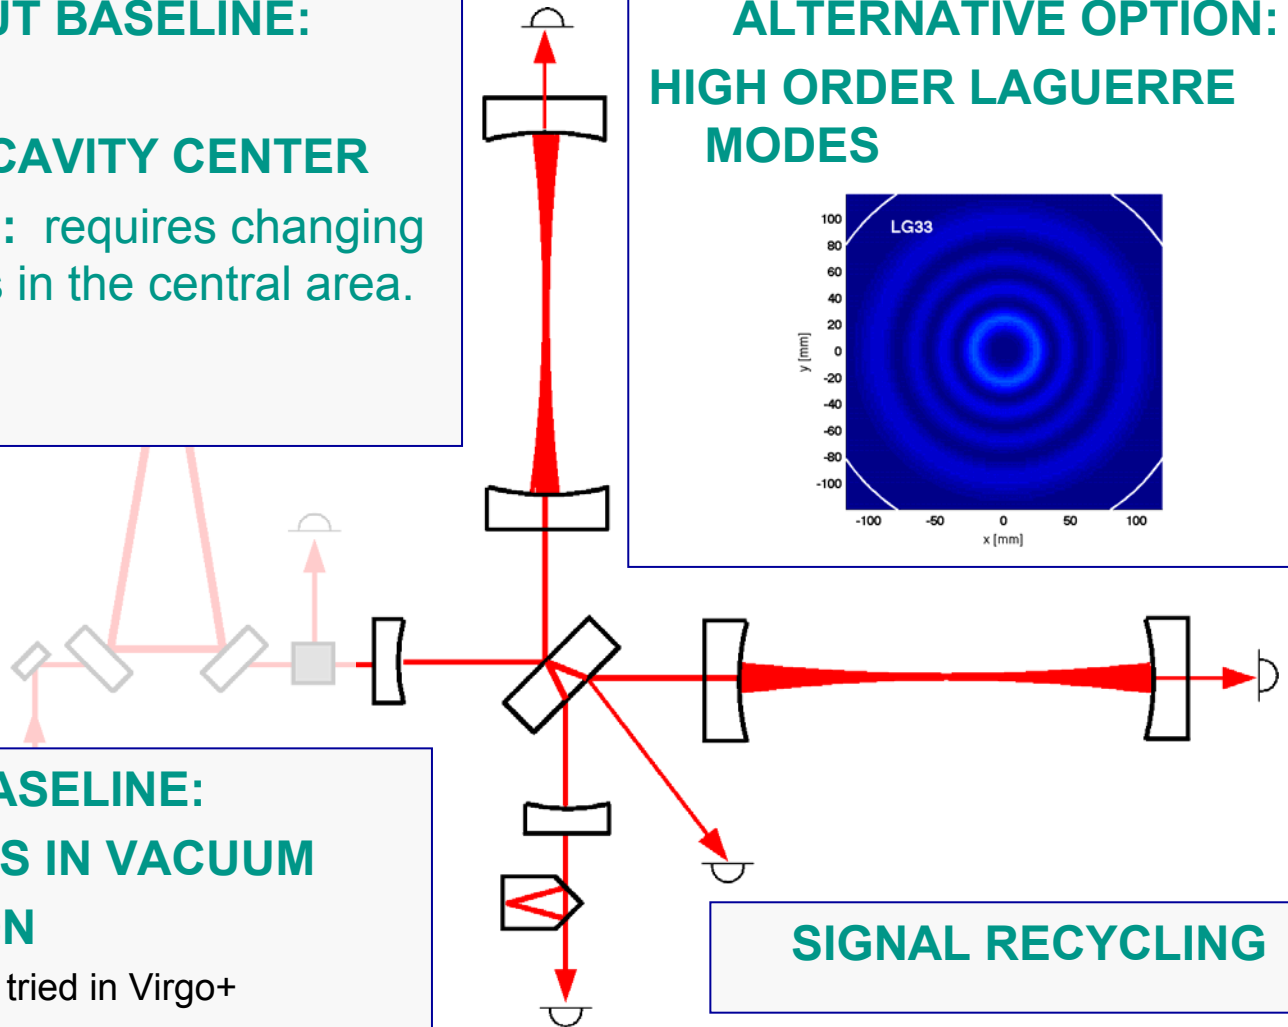 UT BASELINE:
CAVITY CENTER
: requires changing
s in the central area.
ALTERNATIVE OPTION:
HIGH ORDER LAGUERRE
MODES
LG33
100
80
60
40
20
0
-20
-40
-60
-80
-100
y [mm]
-100 -50 0 50 100
x [mm]
ASELINE:
S IN VACUUM
N
tried in Virgo+
SIGNAL RECYCLING